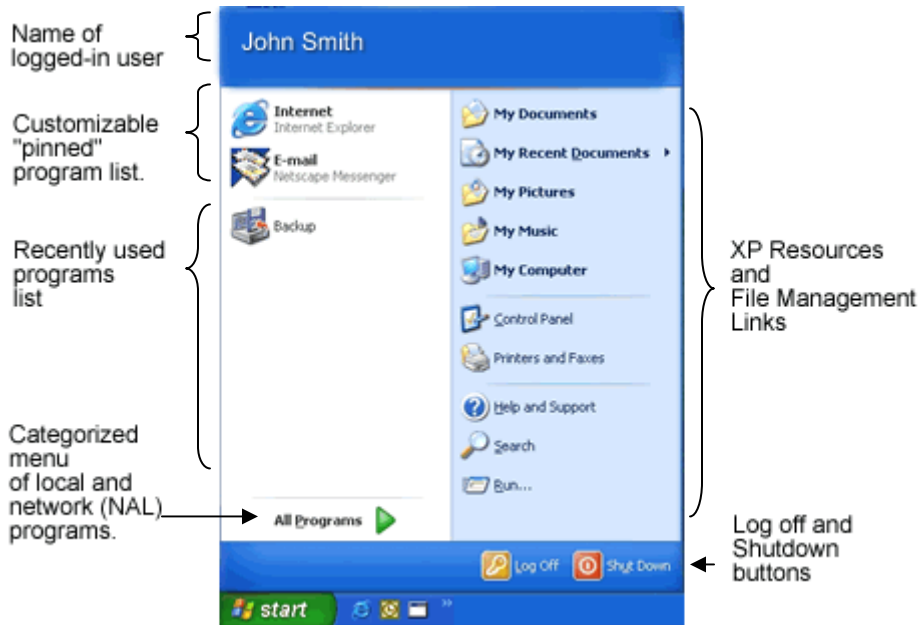 Name of
logged-in user
John Smith
Customizable
"pinned"
program list.
Internet
Internet Explorer
E-mail
Netscape Messenger
Recently used
programs
list
Backup
Categorized
menu
of local and
network (NAL)
programs.
All Programs
My Documents
My Recent Documents
My Pictures
My Music
My Computer
Control Panel
Printers and Faxes
Help and Support
Search
Run...
XP Resources
and
File Management
Links
Log Off
Shut Down
Log off and
Shutdown
buttons
start